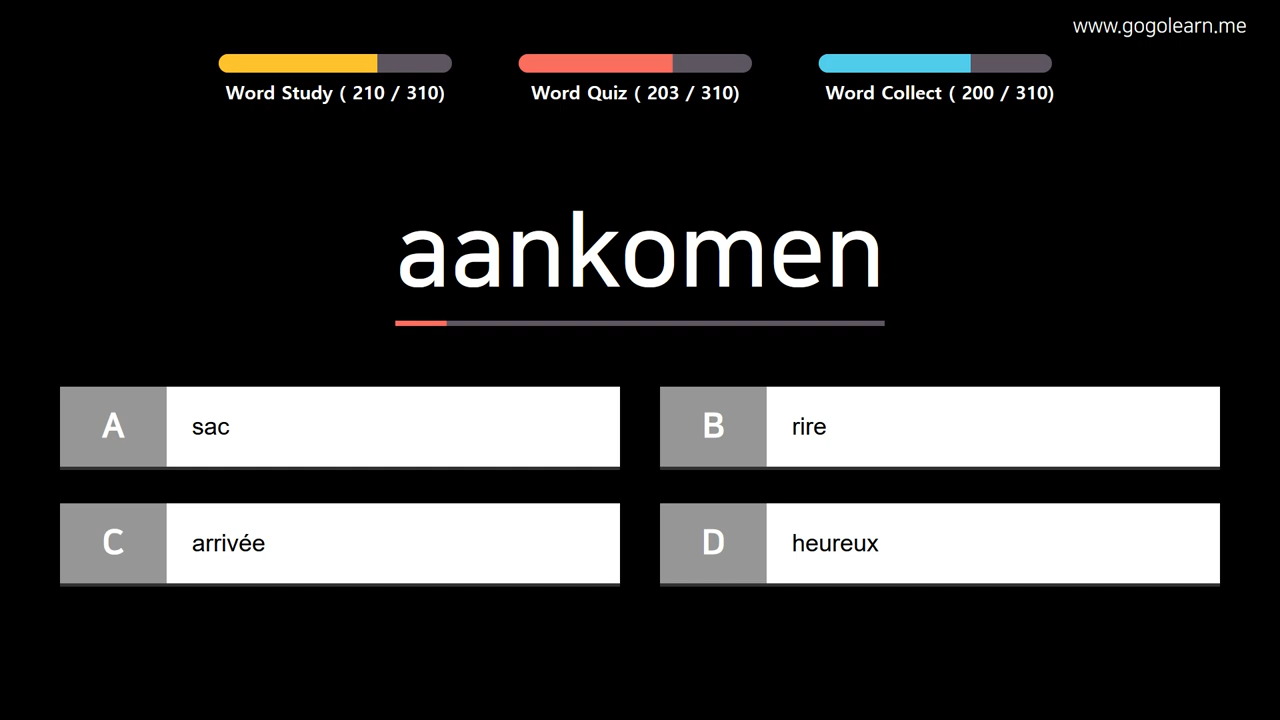 www.gogolearn.me
Word Study ( 210 / 310)
Word Quiz ( 203 / 310)
Word Collect ( 200 / 310)
aankomen
A sac
B rire
C arrivée
D heureux